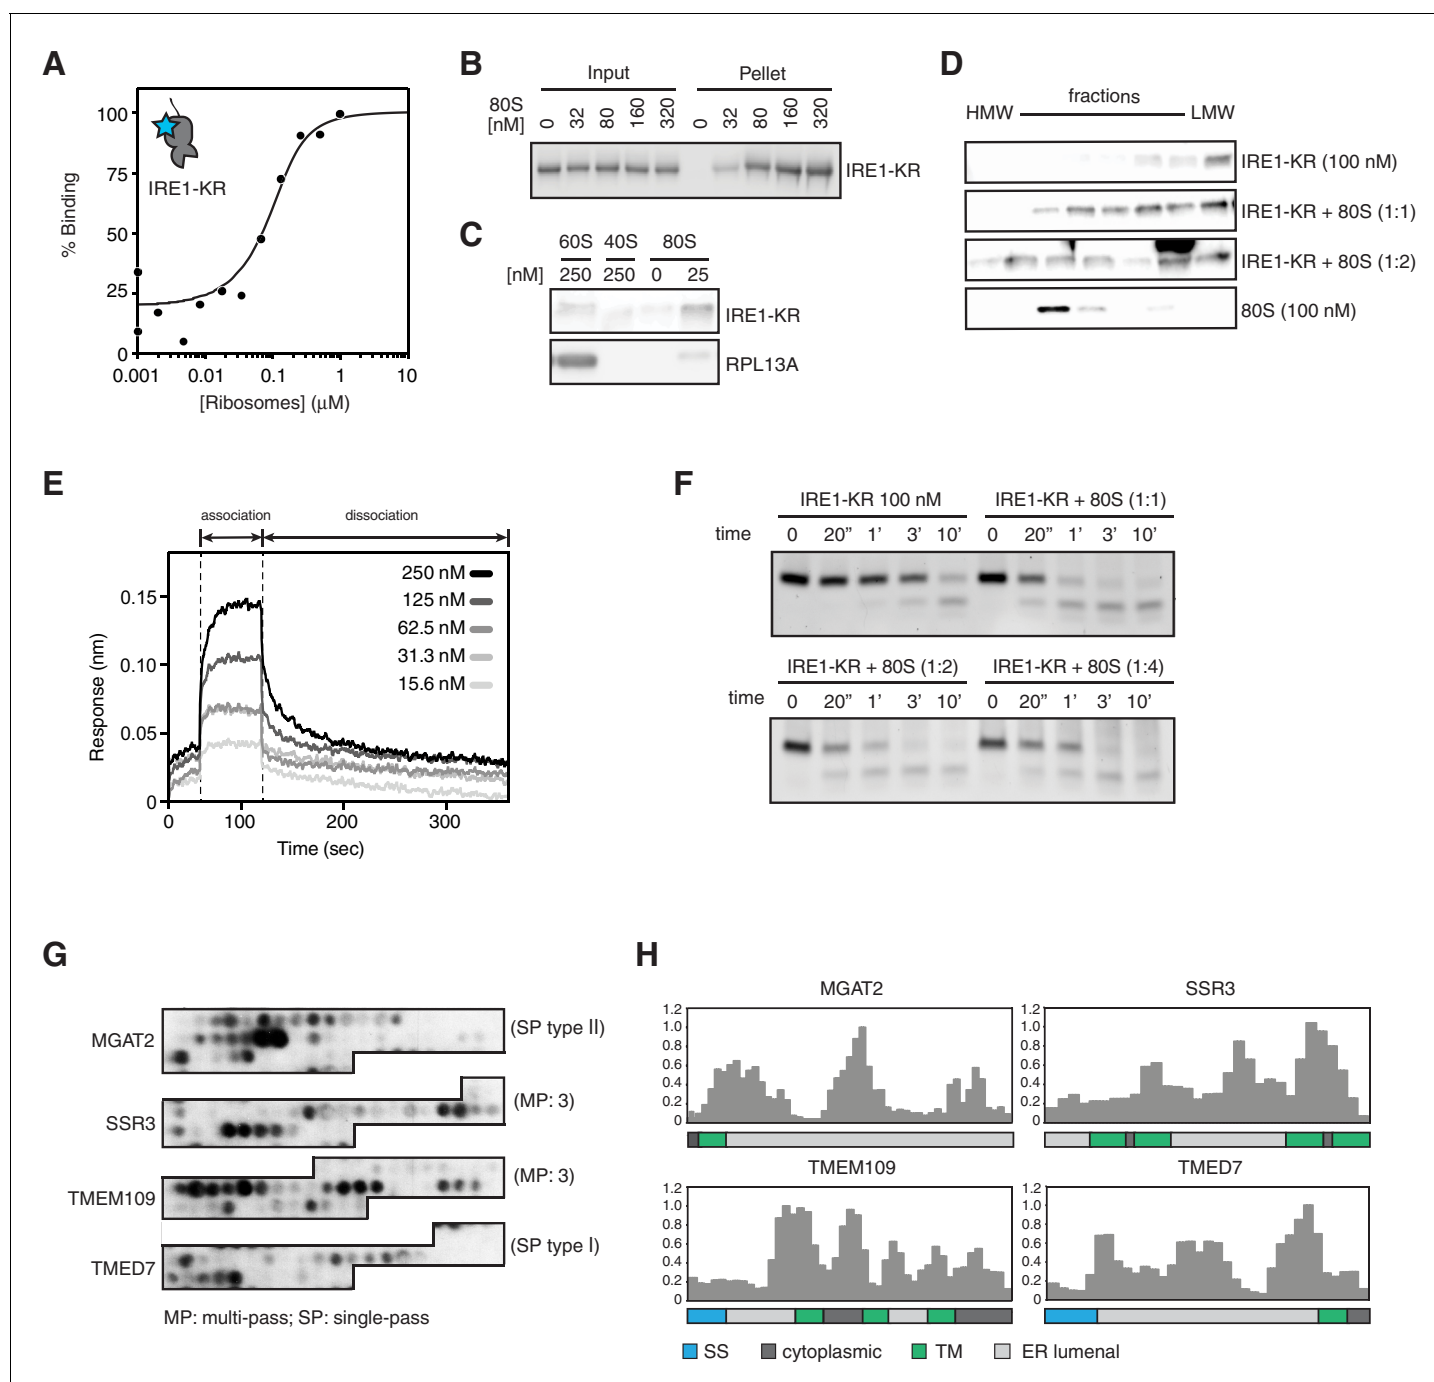 A
100
75
50
25
0
% Binding
IRE1-KR
0.001 0.01 0.1 1 10
[Ribosomes] (μM)
B
Input Pellet
80S
[nM]
0 32 80 160 320 0 32 80 160 320
IRE1-KR
C
60S 40S 80S
[nM] 250 250 0 25
IRE1-KR
RPL13A
D
fractions
HMW LMW
IRE1-KR (100 nM)
IRE1-KR + 80S (1:1)
IRE1-KR + 80S (1:2)
80S (100 nM)
E
association dissociation
250 nM
125 nM
62.5 nM
31.3 nM
15.6 nM
0.15
0.10
0.05
0
Response (nm)
0 100 200 300
Time (sec)
F
IRE1-KR 100 nM IRE1-KR + 80S (1:1)
time 0 20” 1’ 3’ 10’ 0 20” 1’ 3’ 10’
IRE1-KR + 80S (1:2) IRE1-KR + 80S (1:4)
time 0 20” 1’ 3’ 10’ 0 20” 1’ 3’ 10’
G
MGAT2 (SP type II)
SSR3 (MP: 3)
TMEM109 (MP: 3)
TMED7 (SP type I)
MP: multi-pass; SP: single-pass
H
MGAT2 SSR3
1.2 1.2
1.0 1.0
0.8 0.8
0.6 0.6
0.4 0.4
0.2 0.2
0 0
TMEM109 TMED7
1.2 1.2
1.0 1.0
0.8 0.8
0.6 0.6
0.4 0.4
0.2 0.2
0 0
SS cytoplasmic TM ER lumenal